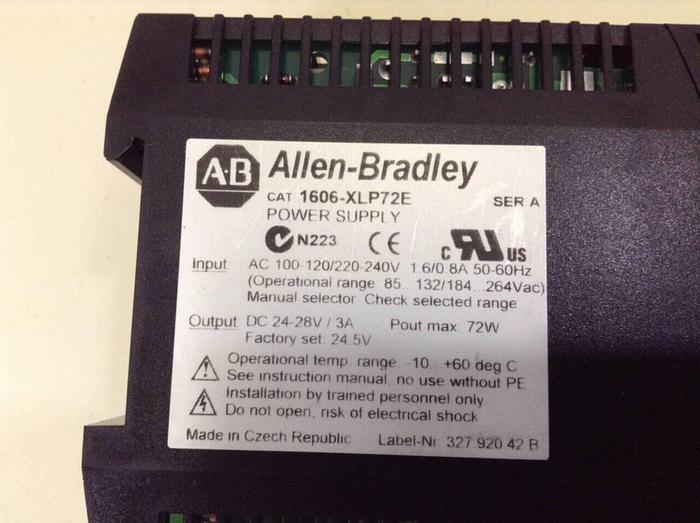 A·B Allen-Bradley
CAT 1606-XLP72E SER A
POWER SUPPLY
N223 CE c RU US
Input AC 100-120/220-240V 1.6/0.8A 50-60Hz
(Operational range 85...132/184...264Vac)
Manual selector Check selected range
Output DC 24-28V / 3A Pout max. 72W
Factory set: 24.5V
Operational temp. range: -10...+60 deg C
See instruction manual, no use without PE
Installation by trained personnel only
Do not open, risk of electrical shock
Made in Czech Republic Label-Nr. 327 920 42 B